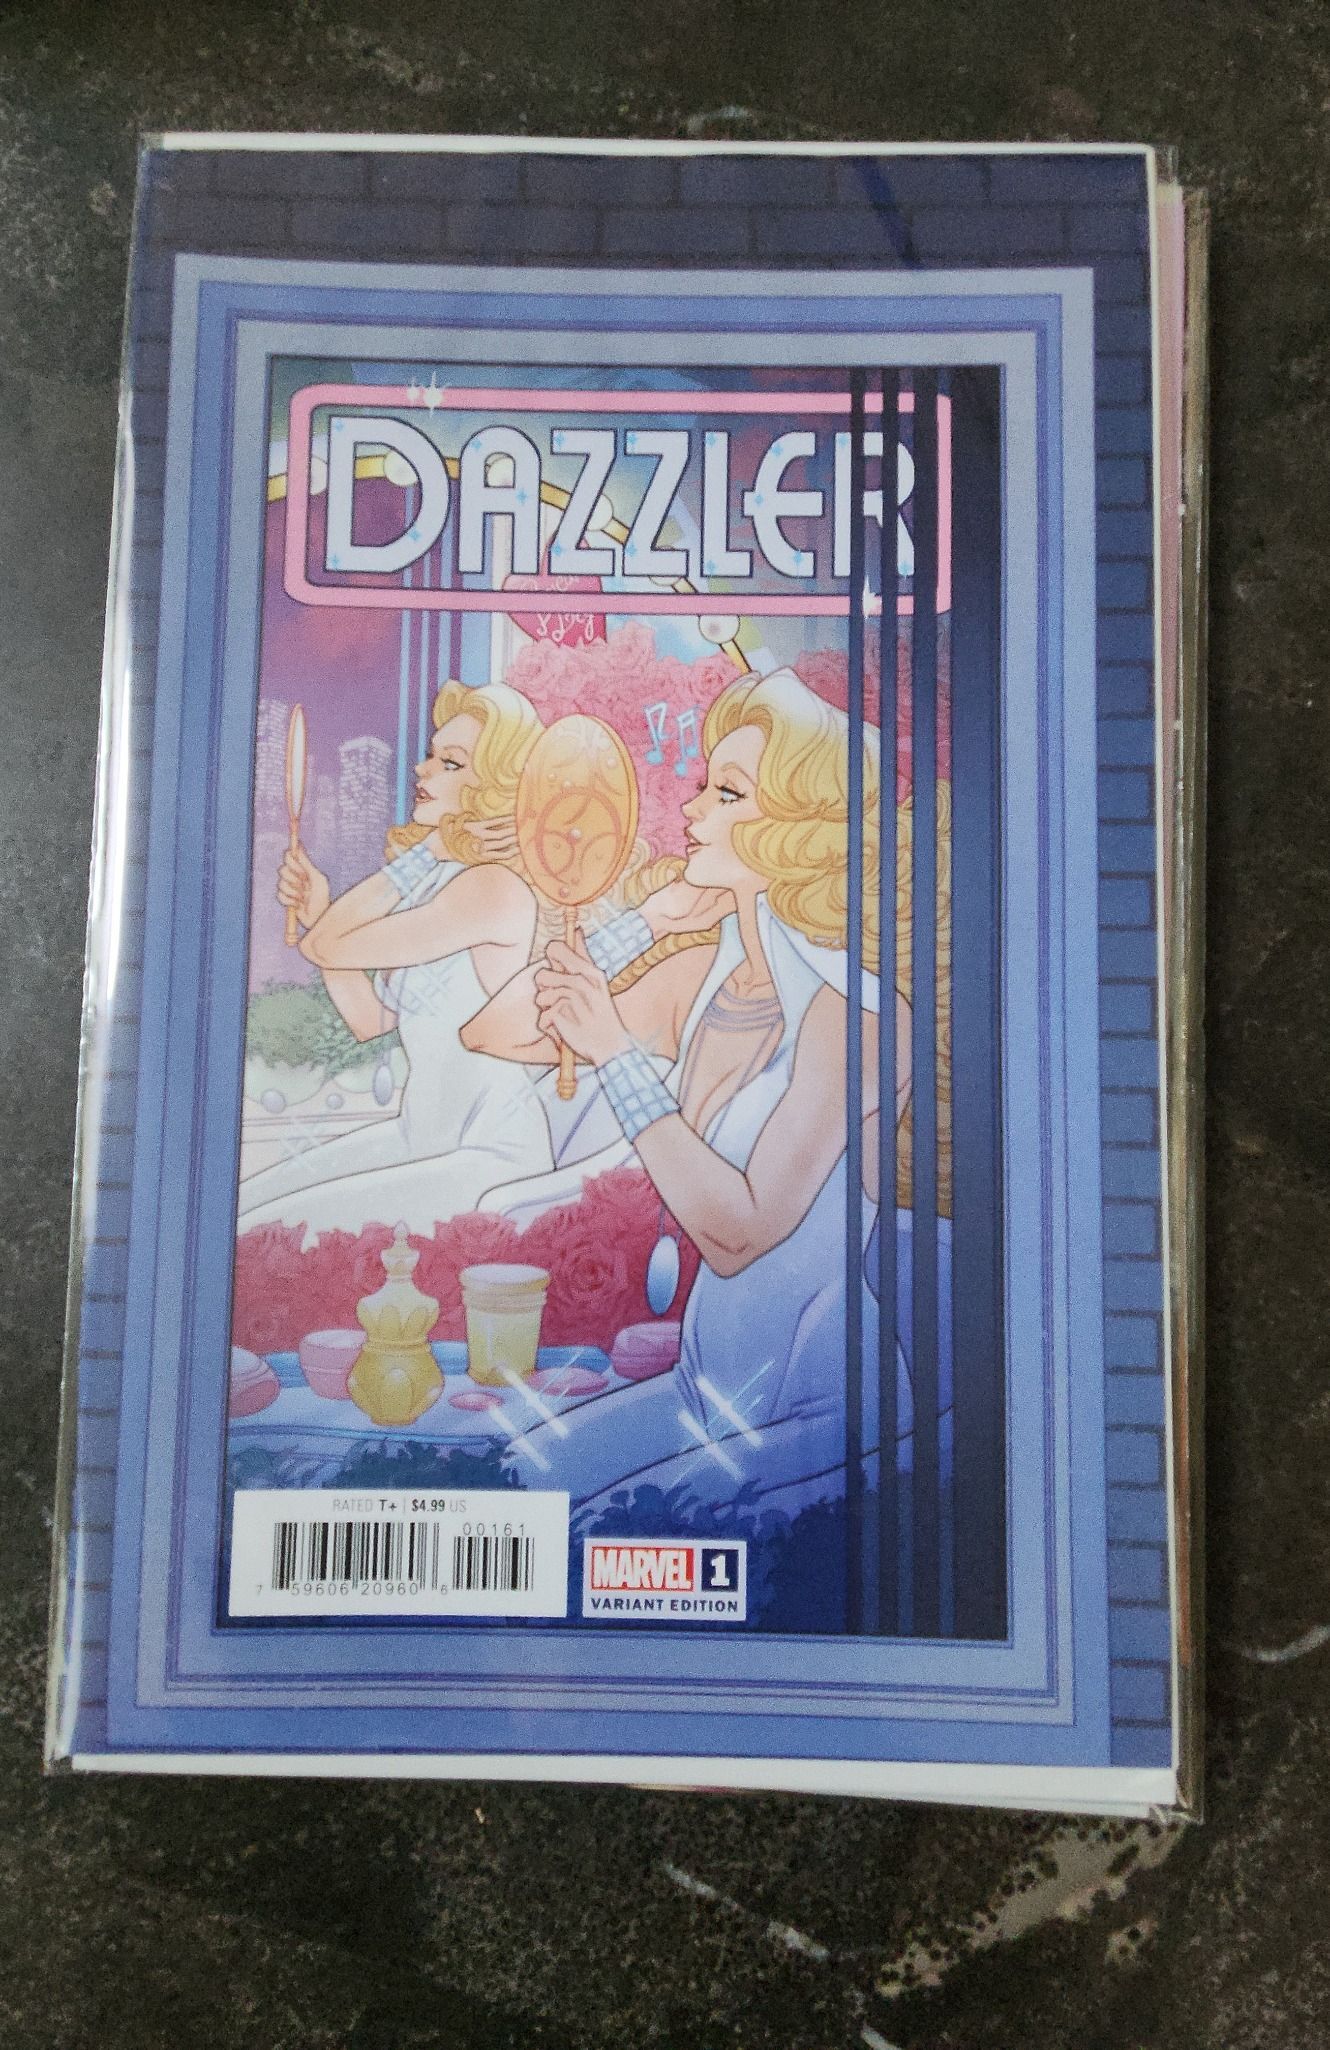 DAZZLER
RATED T+ | $4.99 US
00161
7 59606 20960 6
MARVEL 1
VARIANT EDITION